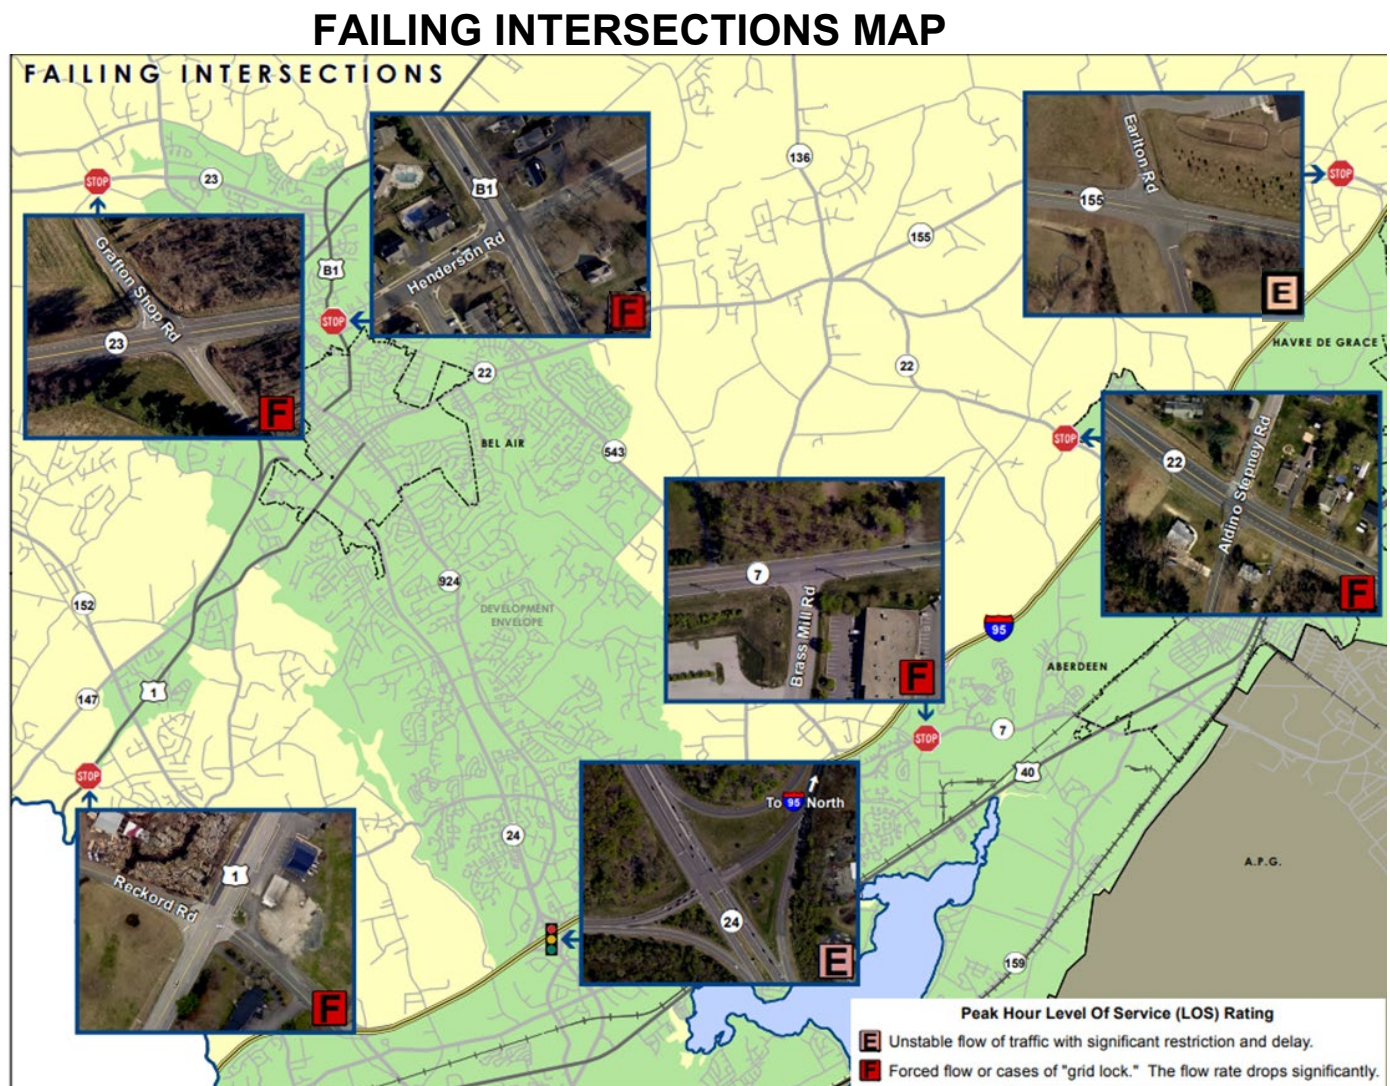 FAILING INTERSECTIONS MAP
FAILING INTERSECTIONS
STOP
23
B1
Henderson Rd
F
136
155
Earlton Rd
155
E
STOP
Grafton Shop Rd
23
F
B1
STOP
22
22
HAVRE DE GRACE
BEL AIR
543
STOP
22
Aldino Stepney Rd
F
7
Brass Mill Rd
F
924
DEVELOPMENT
ENVELOPE
95
152
ABERDEEN
147
1
7
STOP
40
STOP
Reckord Rd
1
F
24
To 95 North
24
E
A.P.G.
159
Peak Hour Level Of Service (LOS) Rating
E Unstable flow of traffic with significant restriction and delay.
F Forced flow or cases of "grid lock." The flow rate drops significantly.